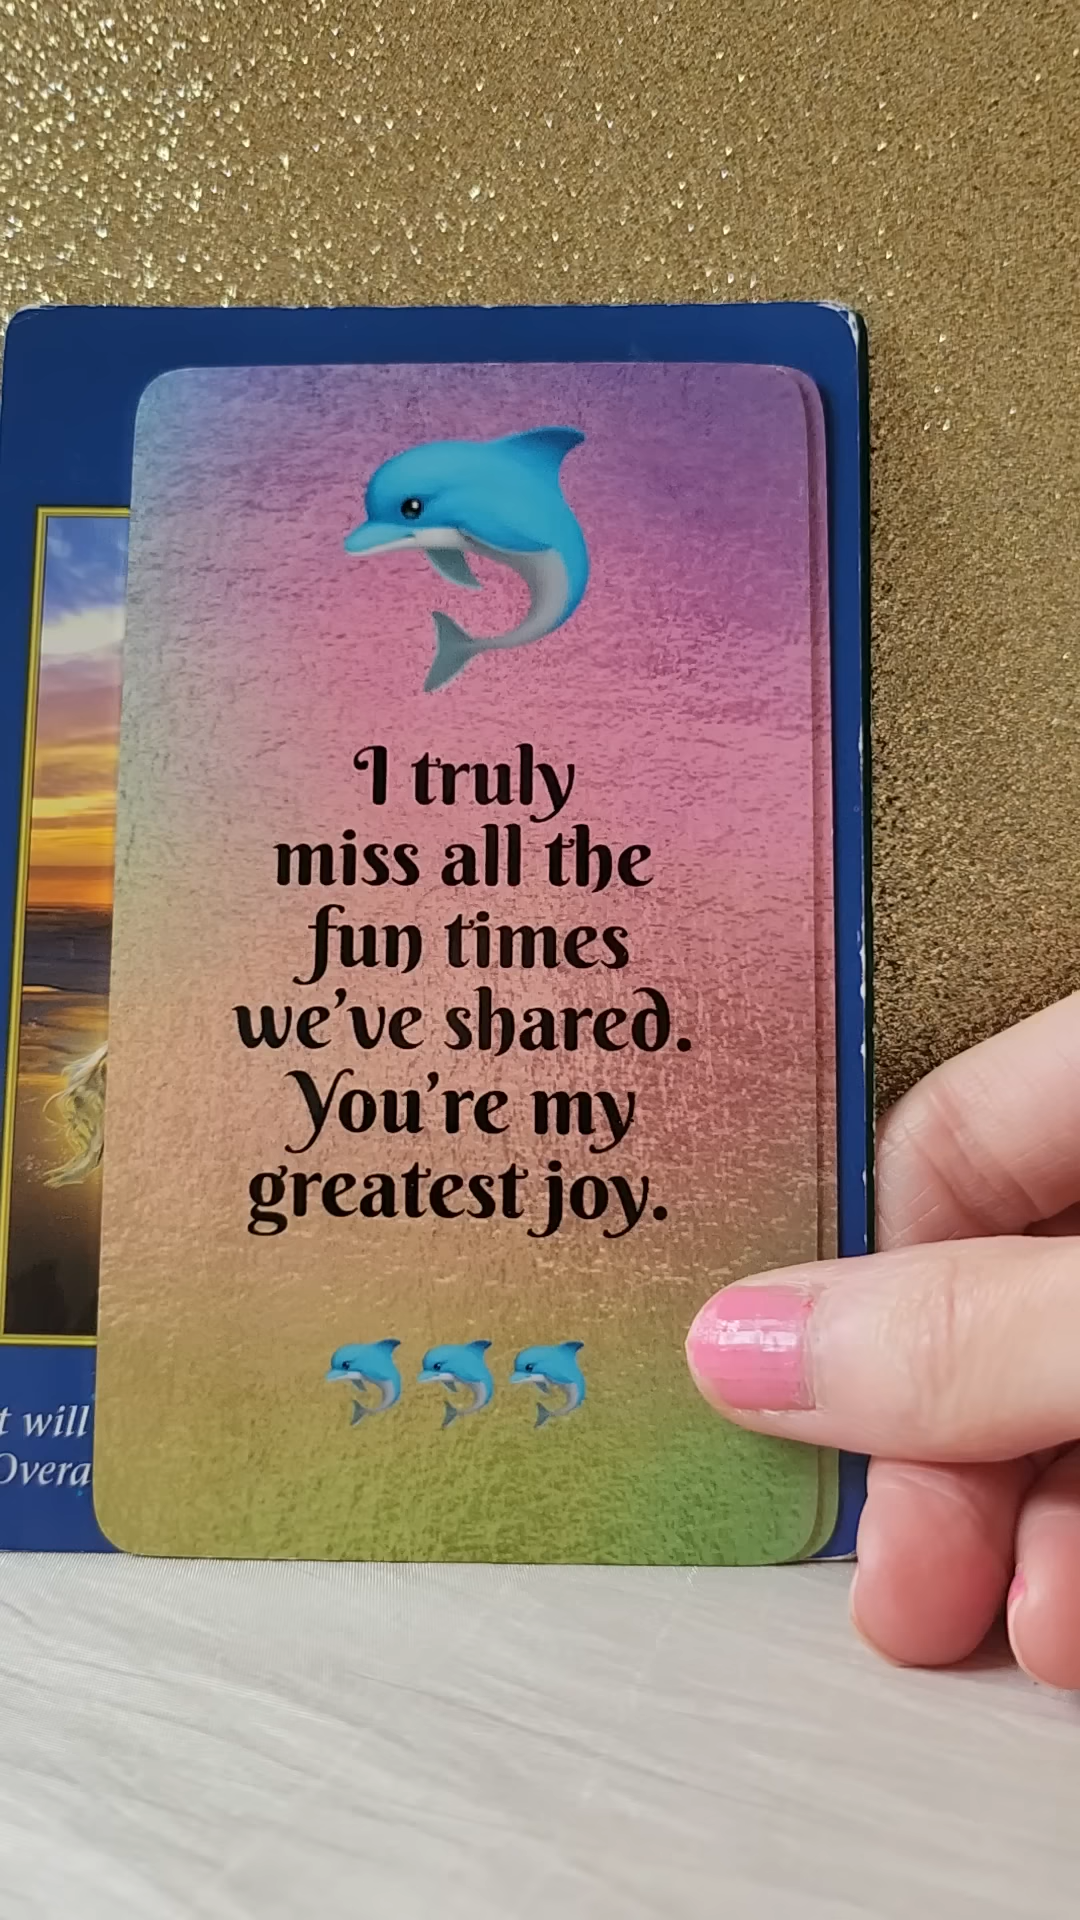 I truly
miss all the
fun times
we've shared.
You're my
greatest joy.
t will
Overa